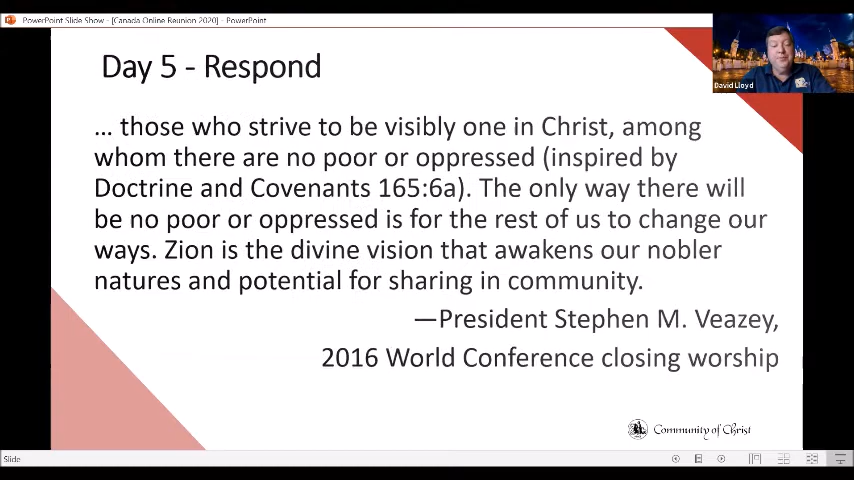 PowerPoint Slide Show - [Canada Online Reunion 2020] - PowerPoint
David Lloyd
Day 5 - Respond
… those who strive to be visibly one in Christ, among
whom there are no poor or oppressed (inspired by
Doctrine and Covenants 165:6a). The only way there will
be no poor or oppressed is for the rest of us to change our
ways. Zion is the divine vision that awakens our nobler
natures and potential for sharing in community.
—President Stephen M. Veazey,
2016 World Conference closing worship
Community of Christ
Slide